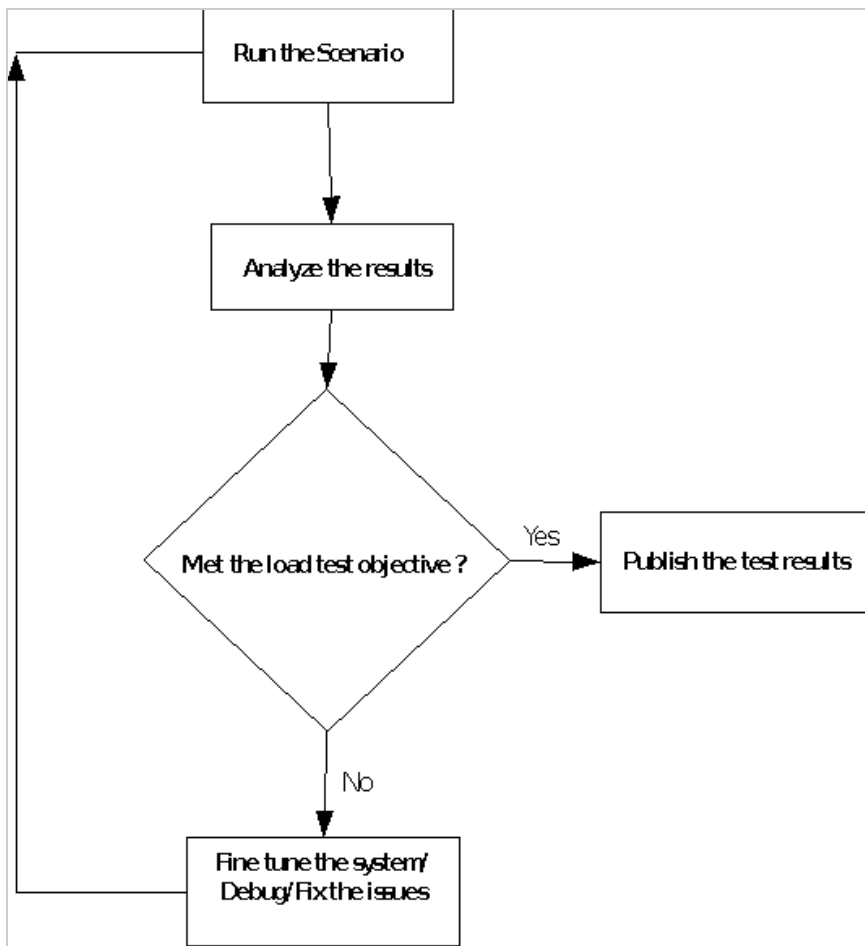 Run the Scenario
Analyze the results
Met the load test objective ?
Yes
Publish the test results
No
Fine tune the system/
Debug/Fix the issues